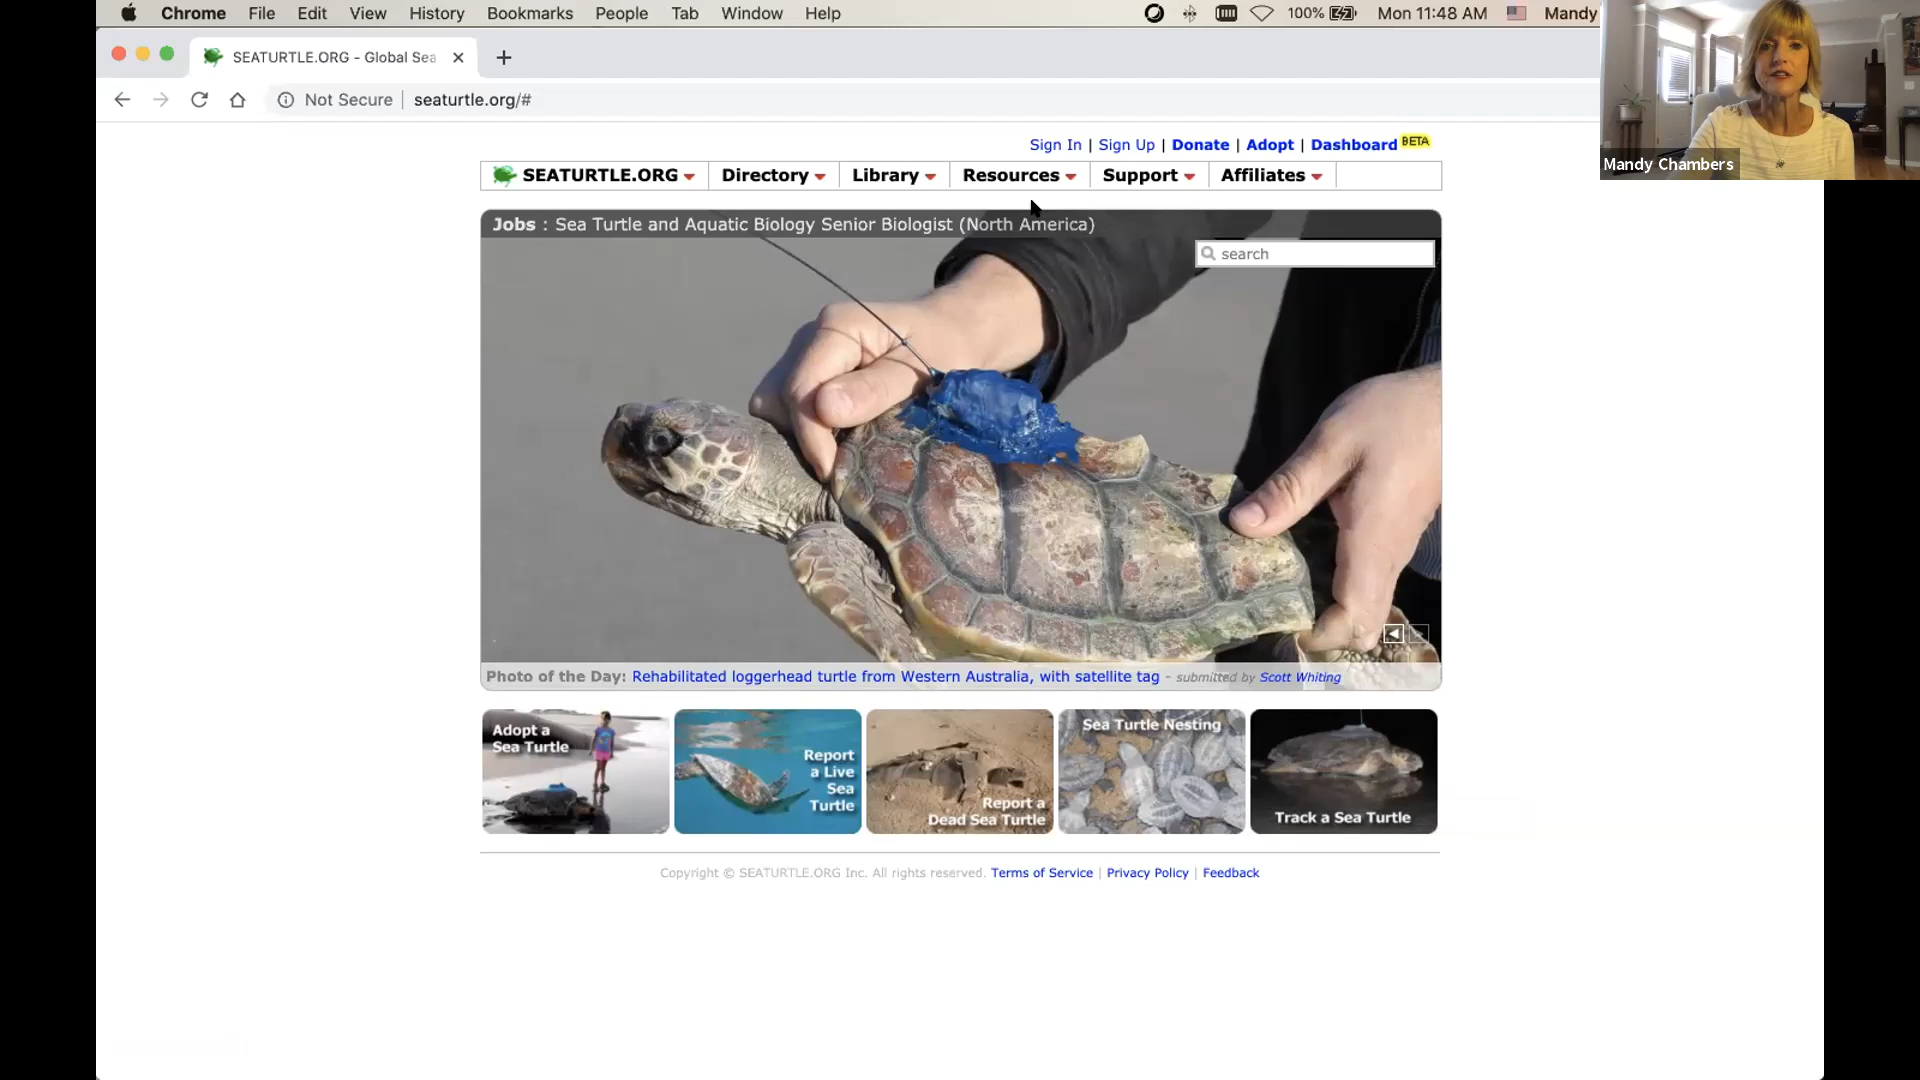 Chrome File Edit View History Bookmarks People Tab Window Help 100% Mon 11:48 AM Mandy
SEATURTLE.ORG - Global Sea
Not Secure | seaturtle.org/#
Mandy Chambers
Sign In | Sign Up | Donate | Adopt | Dashboard BETA
SEATURTLE.ORG Directory Library Resources Support Affiliates
Jobs : Sea Turtle and Aquatic Biology Senior Biologist (North America)
search
Photo of the Day: Rehabilitated loggerhead turtle from Western Australia, with satellite tag - submitted by Scott Whiting
Adopt a
Sea Turtle
Report
a Live
Sea
Turtle
Report a
Dead Sea Turtle
Sea Turtle Nesting
Track a Sea Turtle
Copyright © SEATURTLE.ORG Inc. All rights reserved. Terms of Service | Privacy Policy | Feedback